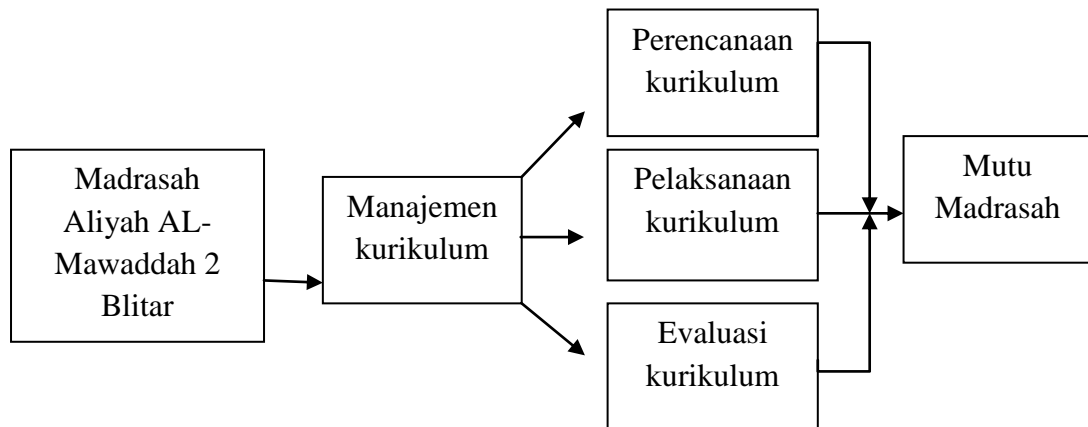 Madrasah
Aliyah AL-
Mawaddah 2
Blitar
Manajemen
kurikulum
Perencanaan
kurikulum
Pelaksanaan
kurikulum
Evaluasi
kurikulum
Mutu
Madrasah